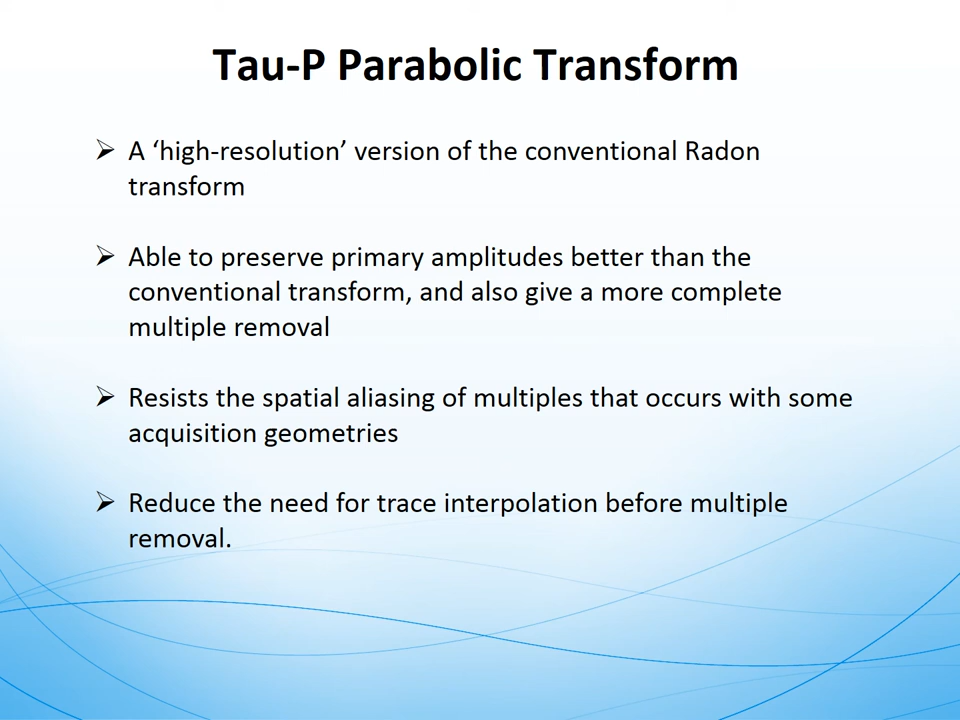 Tau-P Parabolic Transform
➢ A ‘high-resolution’ version of the conventional Radon
transform
➢ Able to preserve primary amplitudes better than the
conventional transform, and also give a more complete
multiple removal
➢ Resists the spatial aliasing of multiples that occurs with some
acquisition geometries
➢ Reduce the need for trace interpolation before multiple
removal.